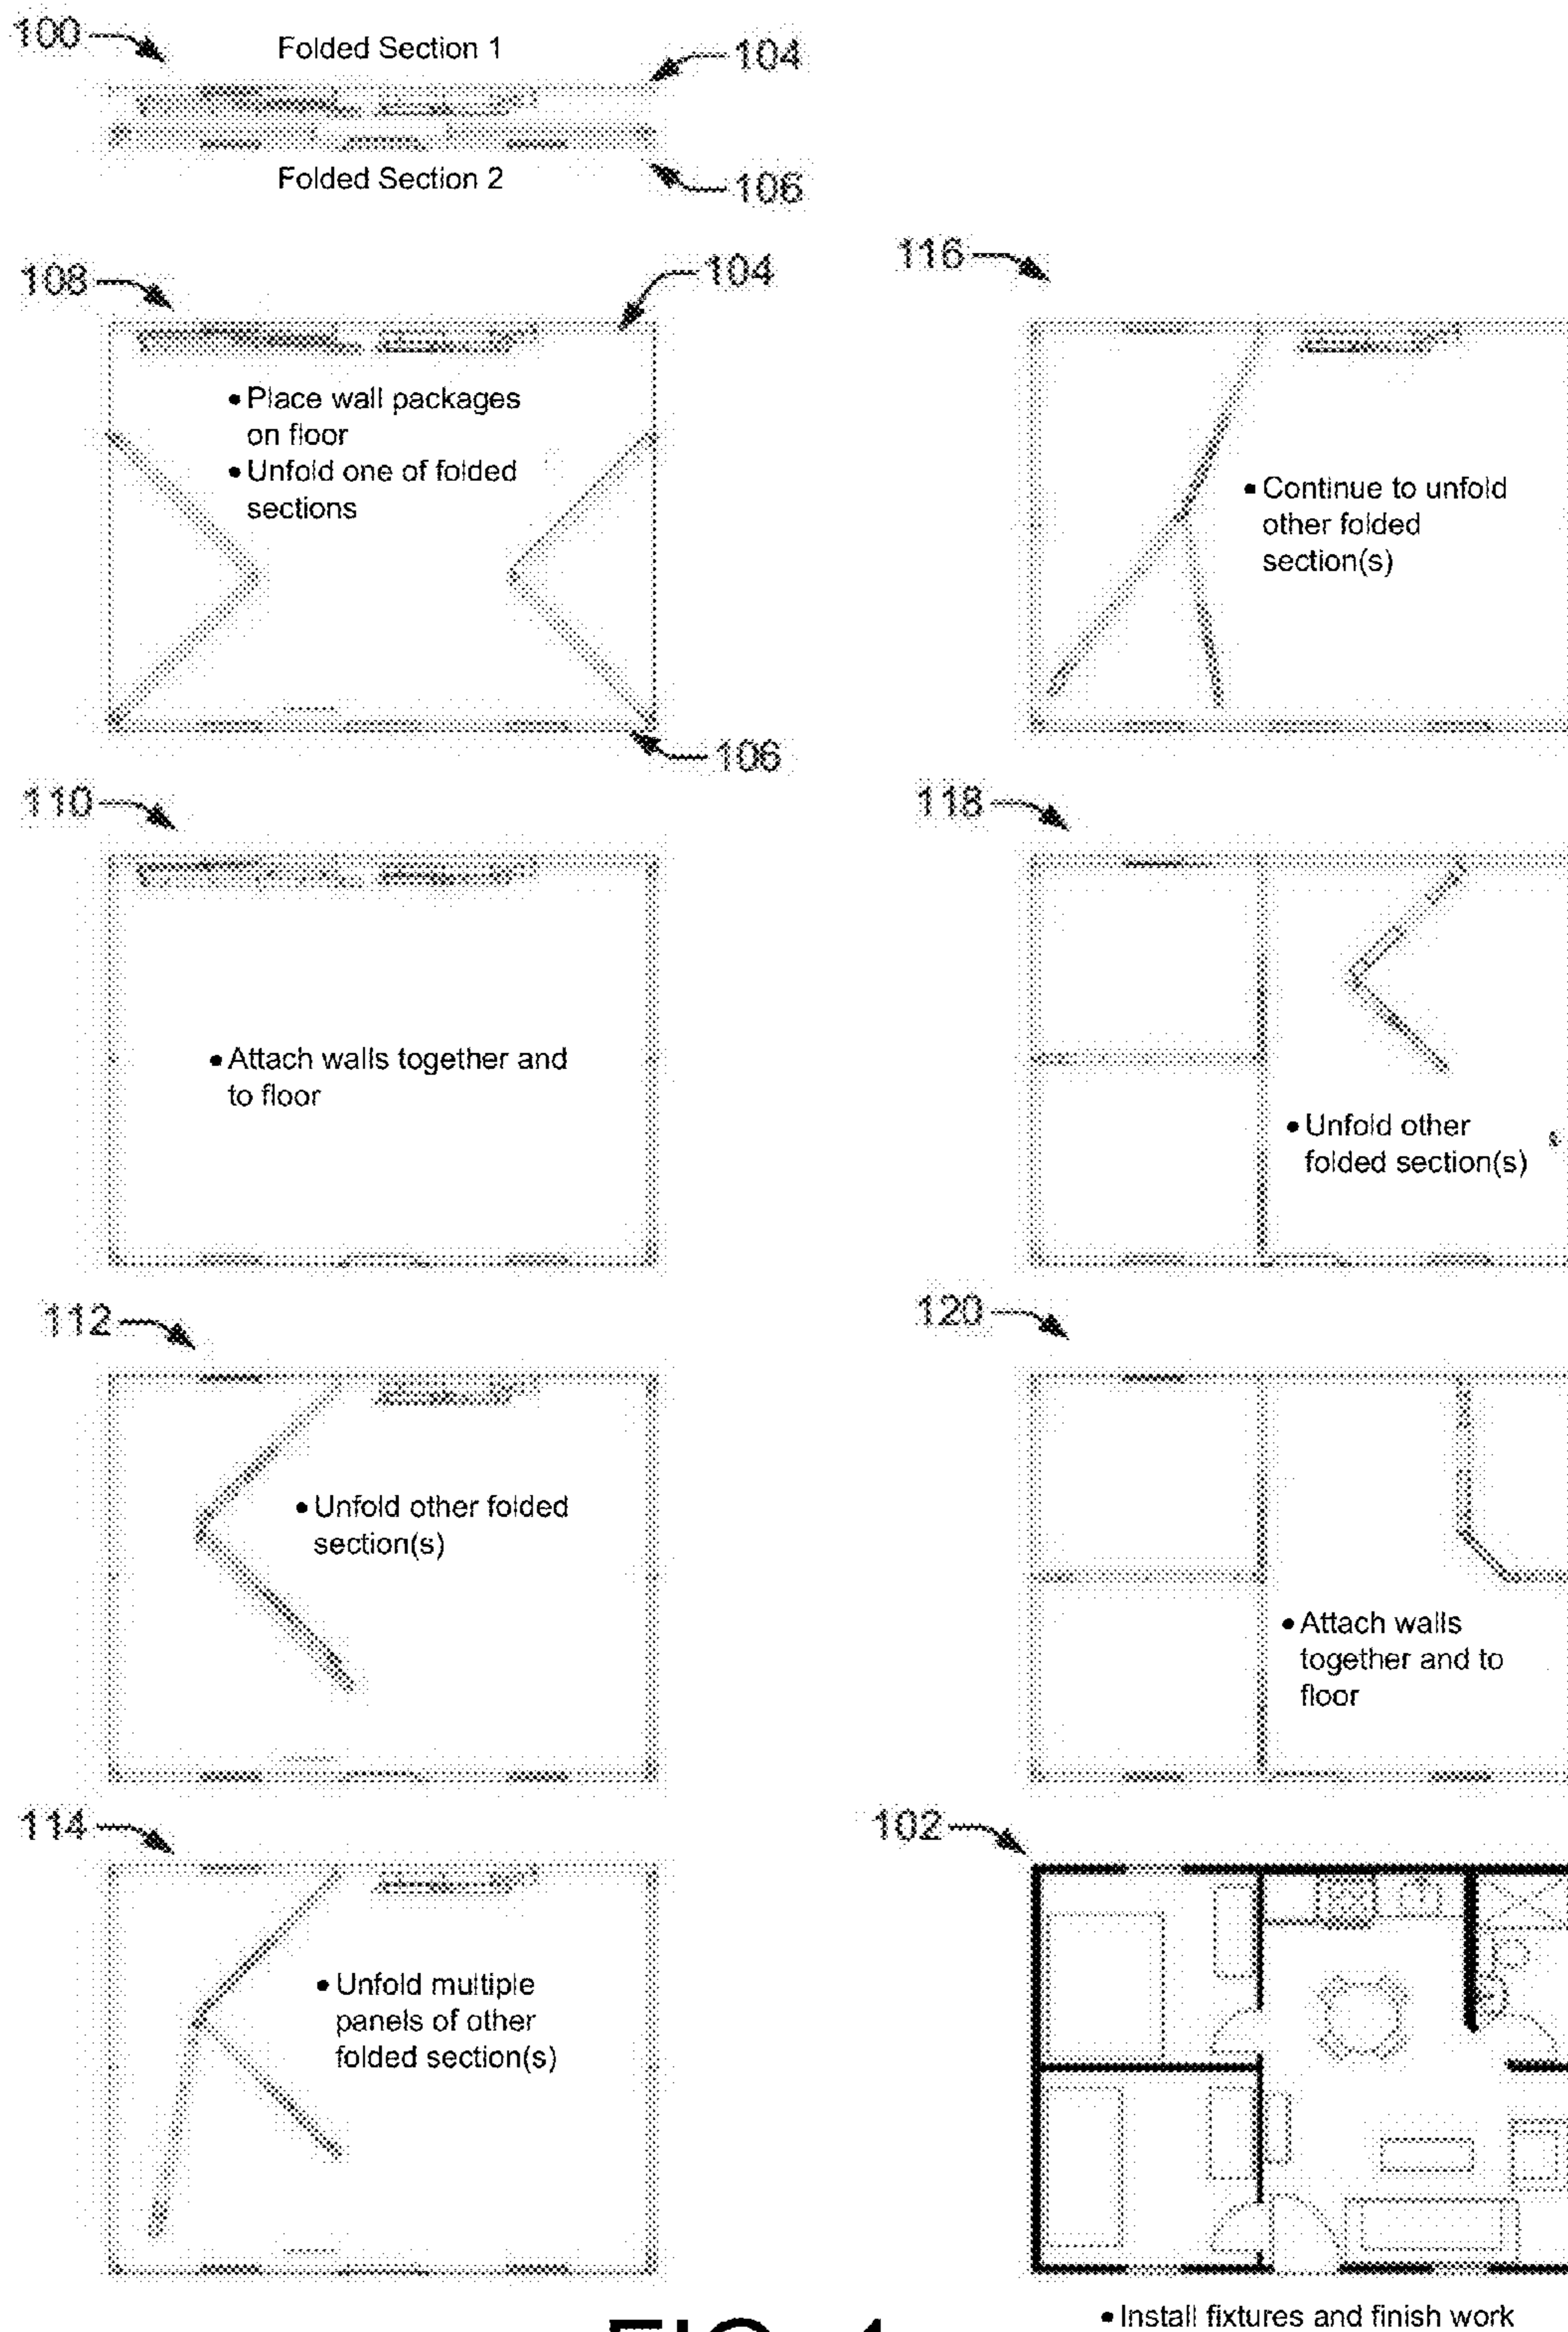 100
Folded Section 1
104
Folded Section 2
106
108
104
• Place wall packages
on floor
• Unfold one of folded
sections
106
110
• Attach walls together and
to floor
112
• Unfold other folded
section(s)
114
• Unfold multiple
panels of other
folded section(s)
116
• Continue to unfold
other folded
section(s)
118
• Unfold other
folded section(s)
120
• Attach walls
together and to
floor
102
• Install fixtures and finish work